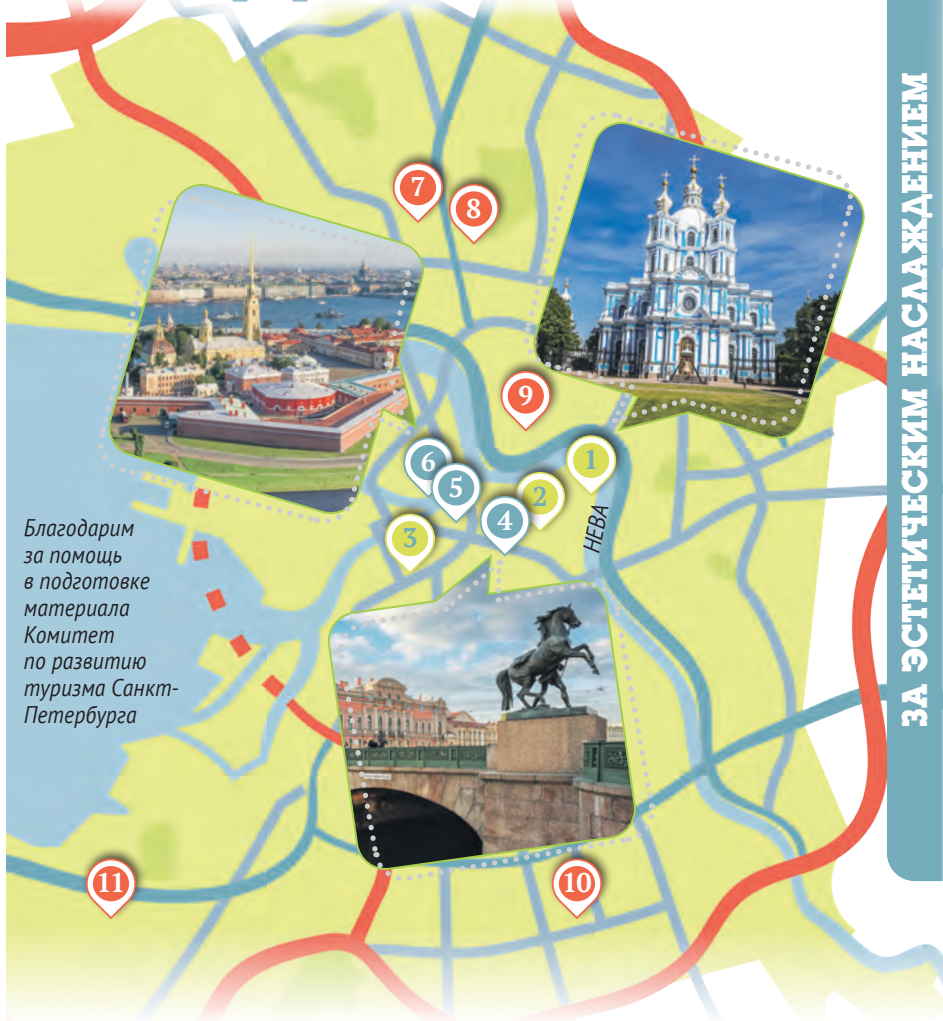 7
8
9
6
5
1
2
4
3
НЕВА
Благодарим
за помощь
в подготовке
материала
Комитет
по развитию
туризма Санкт-
Петербурга
11
10
ЗА ЭСТЕТИЧЕСКИМ НАСЛАЖДЕНИЕМ